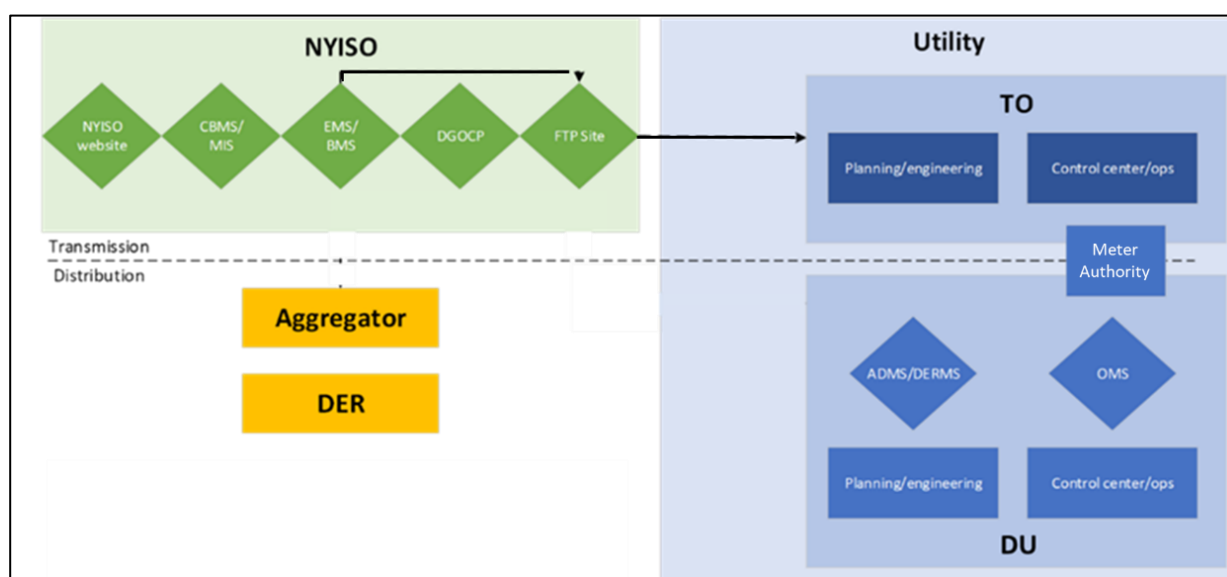 NYISO
Utility
NYISO
website
CBMS/
MIS
EMS/
BMS
DGOCP
FTP Site
TO
Planning/engineering
Control center/ops
Transmission
Distribution
Meter
Authority
Aggregator
DER
ADMS/DERMS
OMS
Planning/engineering
Control center/ops
DU